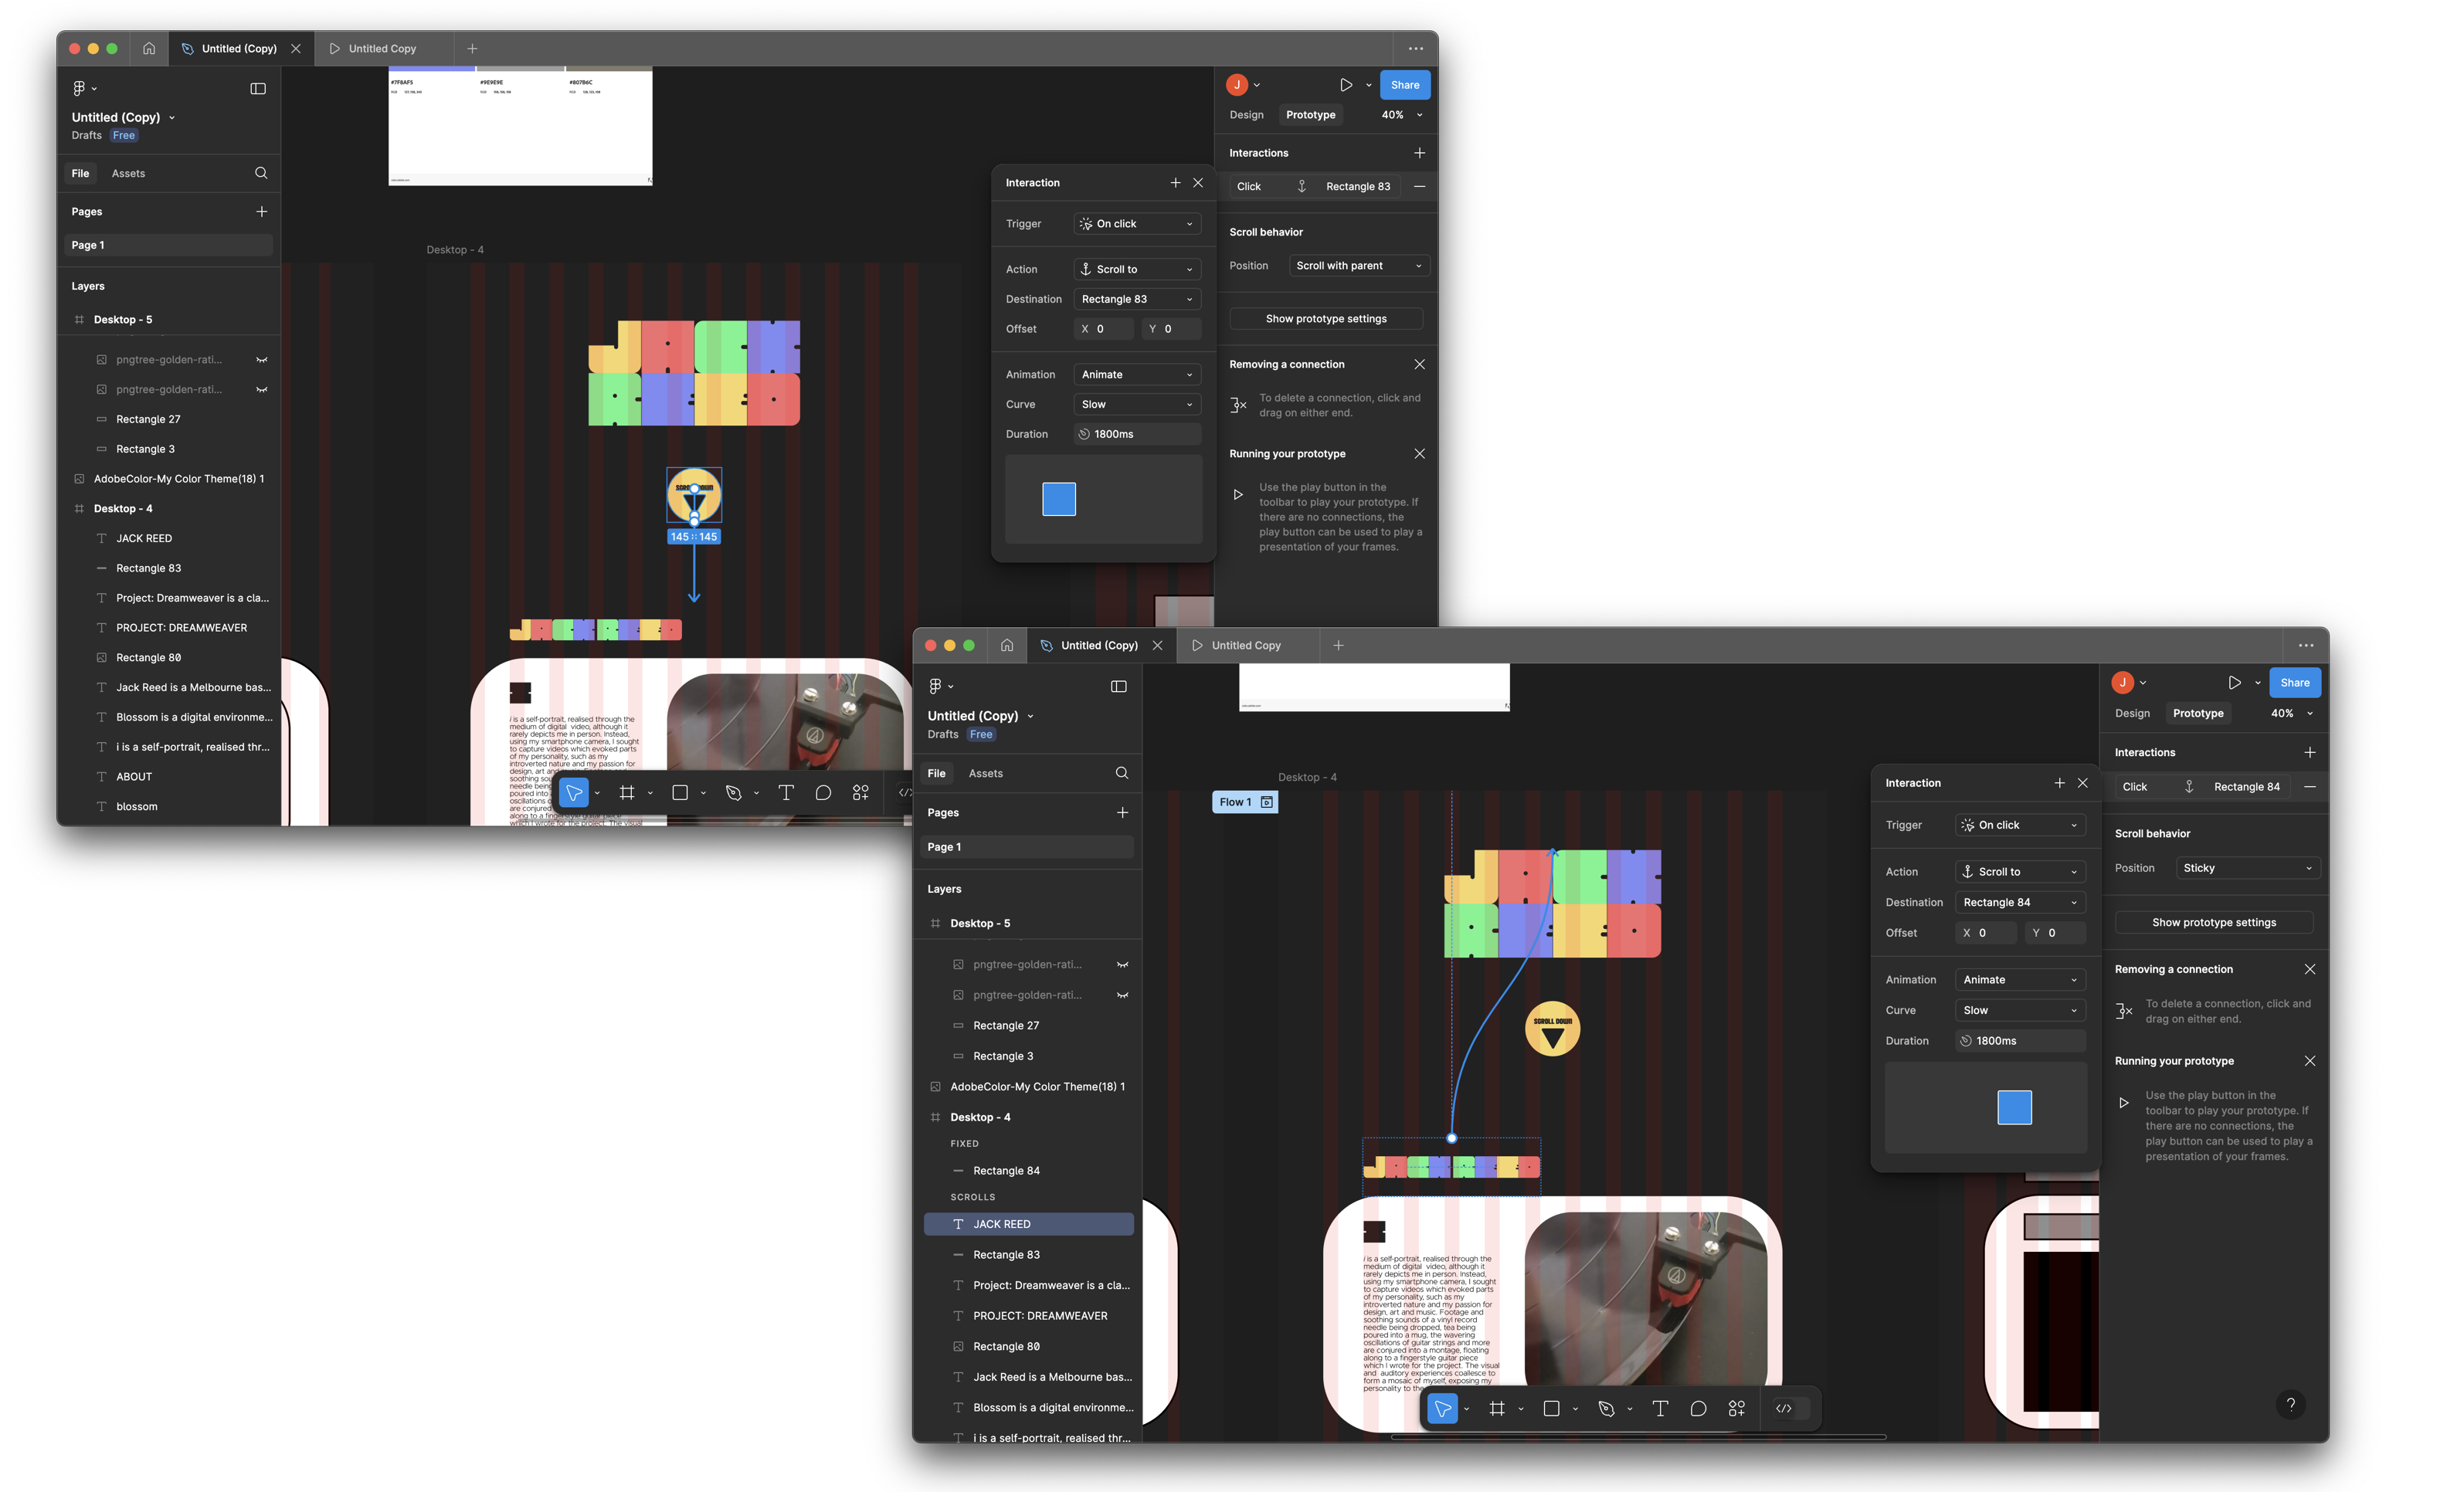 Untitled (Copy)
Untitled Copy
Untitled (Copy)
Drafts Free
File Assets
Pages
Page 1
Layers
Desktop - 5
pngtree-golden-rati...
pngtree-golden-rati...
Rectangle 27
Rectangle 3
AdobeColor-My Color Theme(18) 1
Desktop - 4
JACK REED
Rectangle 83
Project: Dreamweaver is a cla...
PROJECT: DREAMWEAVER
Rectangle 80
Jack Reed is a Melbourne bas...
Blossom is a digital environme...
i is a self-portrait, realised thr...
ABOUT
blossom
#7F8AF5 #9E9E9E #807B6C
Desktop - 4
145 :: 145
i is a self-portrait, realised through the
medium of digital video, although it
rarely depicts me in person. Instead,
using my smartphone camera, I sought
to capture videos which evoked parts
of my personality, such as my
introverted nature and my passion for
Interaction
Trigger On click
Action Scroll to
Destination Rectangle 83
Offset X 0 Y 0
Animation Animate
Curve Slow
Duration 1800ms
J
Share
Design Prototype 40%
Interactions
Click Rectangle 83
Scroll behavior
Position Scroll with parent
Show prototype settings
Removing a connection
To delete a connection, click and
drag on either end.
Running your prototype
Use the play button in the
toolbar to play your prototype. If
there are no connections, the
play button can be used to play a
presentation of your frames.
Untitled (Copy)
Untitled Copy
Untitled (Copy)
Drafts Free
File Assets
Pages
Page 1
Layers
Desktop - 5
pngtree-golden-rati...
pngtree-golden-rati...
Rectangle 27
Rectangle 3
AdobeColor-My Color Theme(18) 1
Desktop - 4
FIXED
Rectangle 84
SCROLLS
JACK REED
Rectangle 83
Project: Dreamweaver is a cla...
PROJECT: DREAMWEAVER
Rectangle 80
Jack Reed is a Melbourne bas...
Blossom is a digital environme...
i is a self-portrait, realised thr...
Desktop - 4
Flow 1
SCROLL DOWN
i is a self-portrait, realised through the
medium of digital video, although it
rarely depicts me in person. Instead,
using my smartphone camera, I sought
to capture videos which evoked parts
of my personality, such as my
introverted nature and my passion for
design, art and music. Footage and
soothing sounds of a vinyl record
needle being dropped, tea being
poured into a mug, the wavering
oscillations of guitar strings and more
are conjured into a montage, floating
along to a fingerstyle guitar piece
which I wrote for the project. The visual
and auditory experiences coalesce to
form a mosaic of myself, exposing my
personality to the
Interaction
Trigger On click
Action Scroll to
Destination Rectangle 84
Offset X 0 Y 0
Animation Animate
Curve Slow
Duration 1800ms
J
Share
Design Prototype 40%
Interactions
Click Rectangle 84
Scroll behavior
Position Sticky
Show prototype settings
Removing a connection
To delete a connection, click and
drag on either end.
Running your prototype
Use the play button in the
toolbar to play your prototype. If
there are no connections, the
play button can be used to play a
presentation of your frames.
?